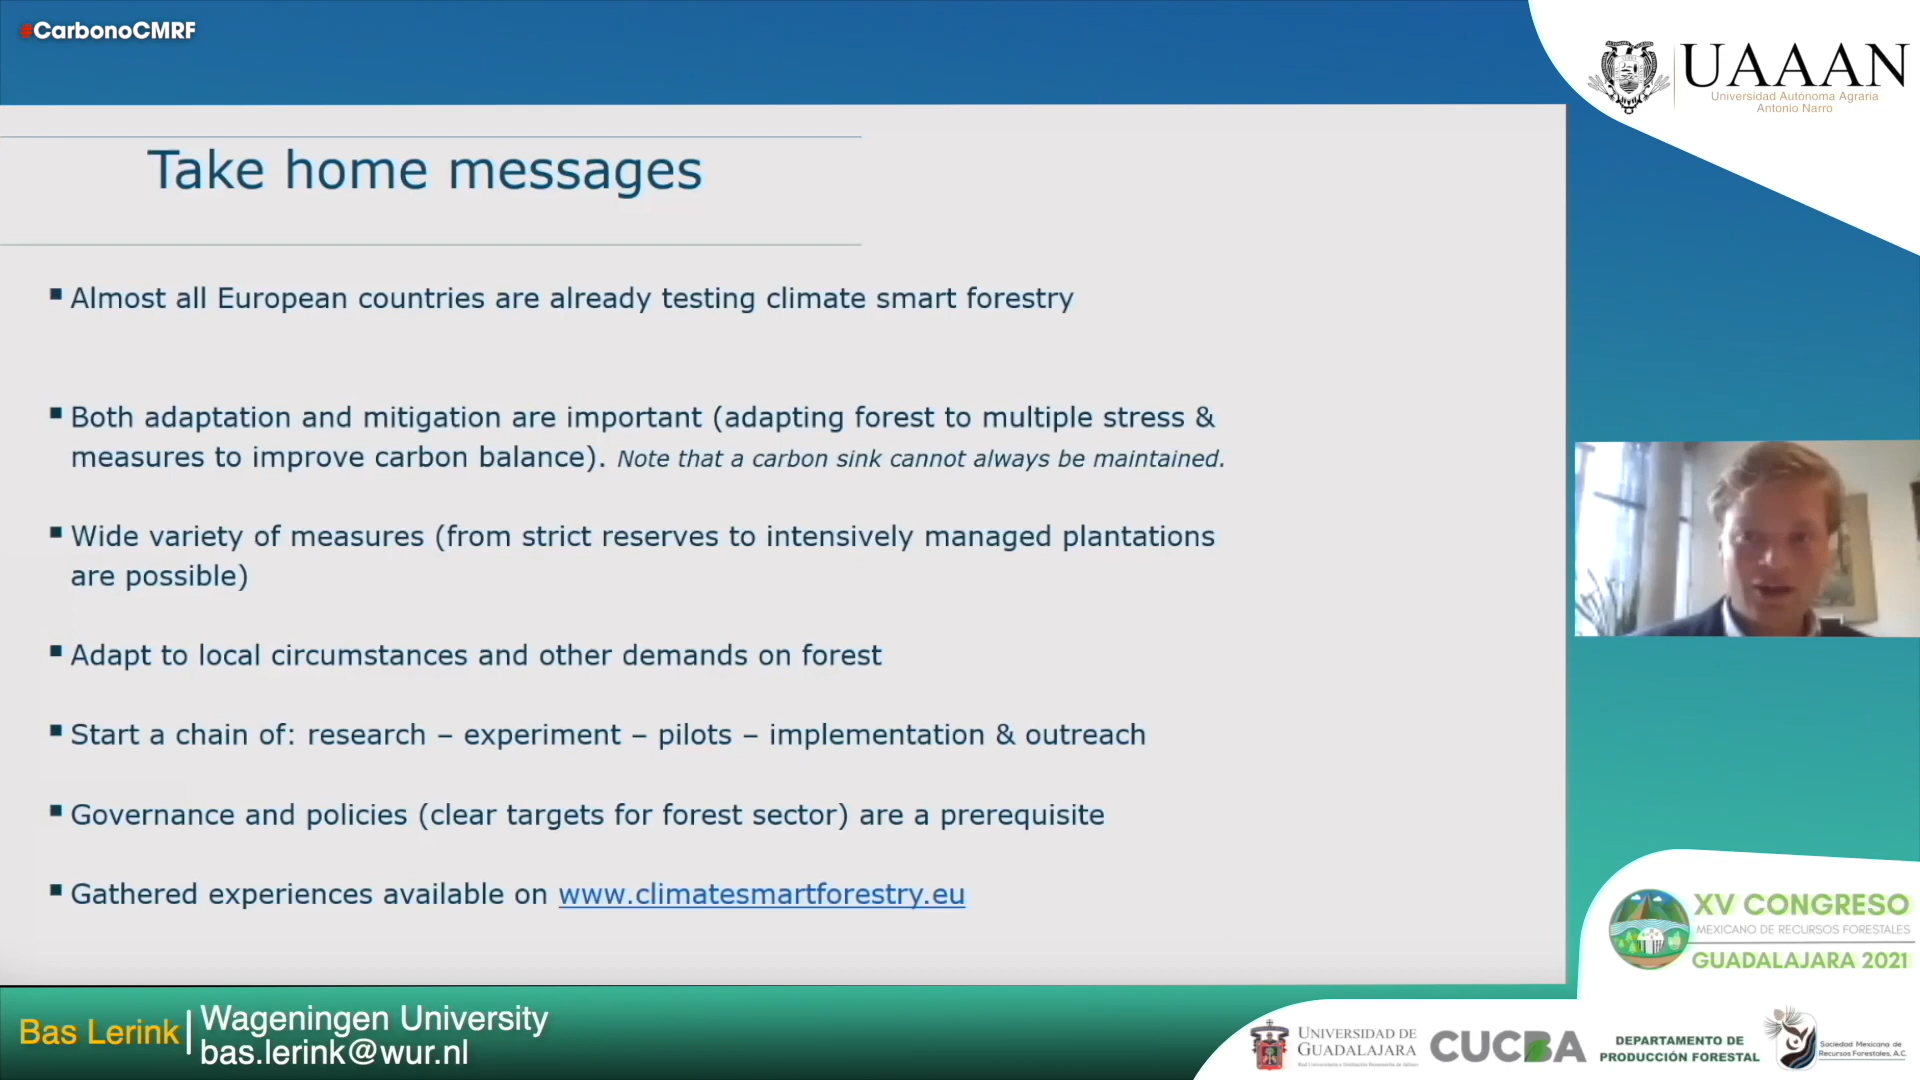 #CarbonoCMRF
UAAAN
Universidad Autónoma Agraria
Antonio Narro
Take home messages
Almost all European countries are already testing climate smart forestry
Both adaptation and mitigation are important (adapting forest to multiple stress &
measures to improve carbon balance). Note that a carbon sink cannot always be maintained.
Wide variety of measures (from strict reserves to intensively managed plantations
are possible)
Adapt to local circumstances and other demands on forest
Start a chain of: research – experiment – pilots – implementation & outreach
Governance and policies (clear targets for forest sector) are a prerequisite
Gathered experiences available on www.climatesmartforestry.eu
XV CONGRESO
MEXICANO DE RECURSOS FORESTALES
GUADALAJARA 2021
Bas Lerink
Wageningen University
bas.lerink@wur.nl
UNIVERSIDAD DE
GUADALAJARA
CUCBA
DEPARTAMENTO DE
PRODUCCIÓN FORESTAL
Sociedad Mexicana de
Recursos Forestales, A.C.